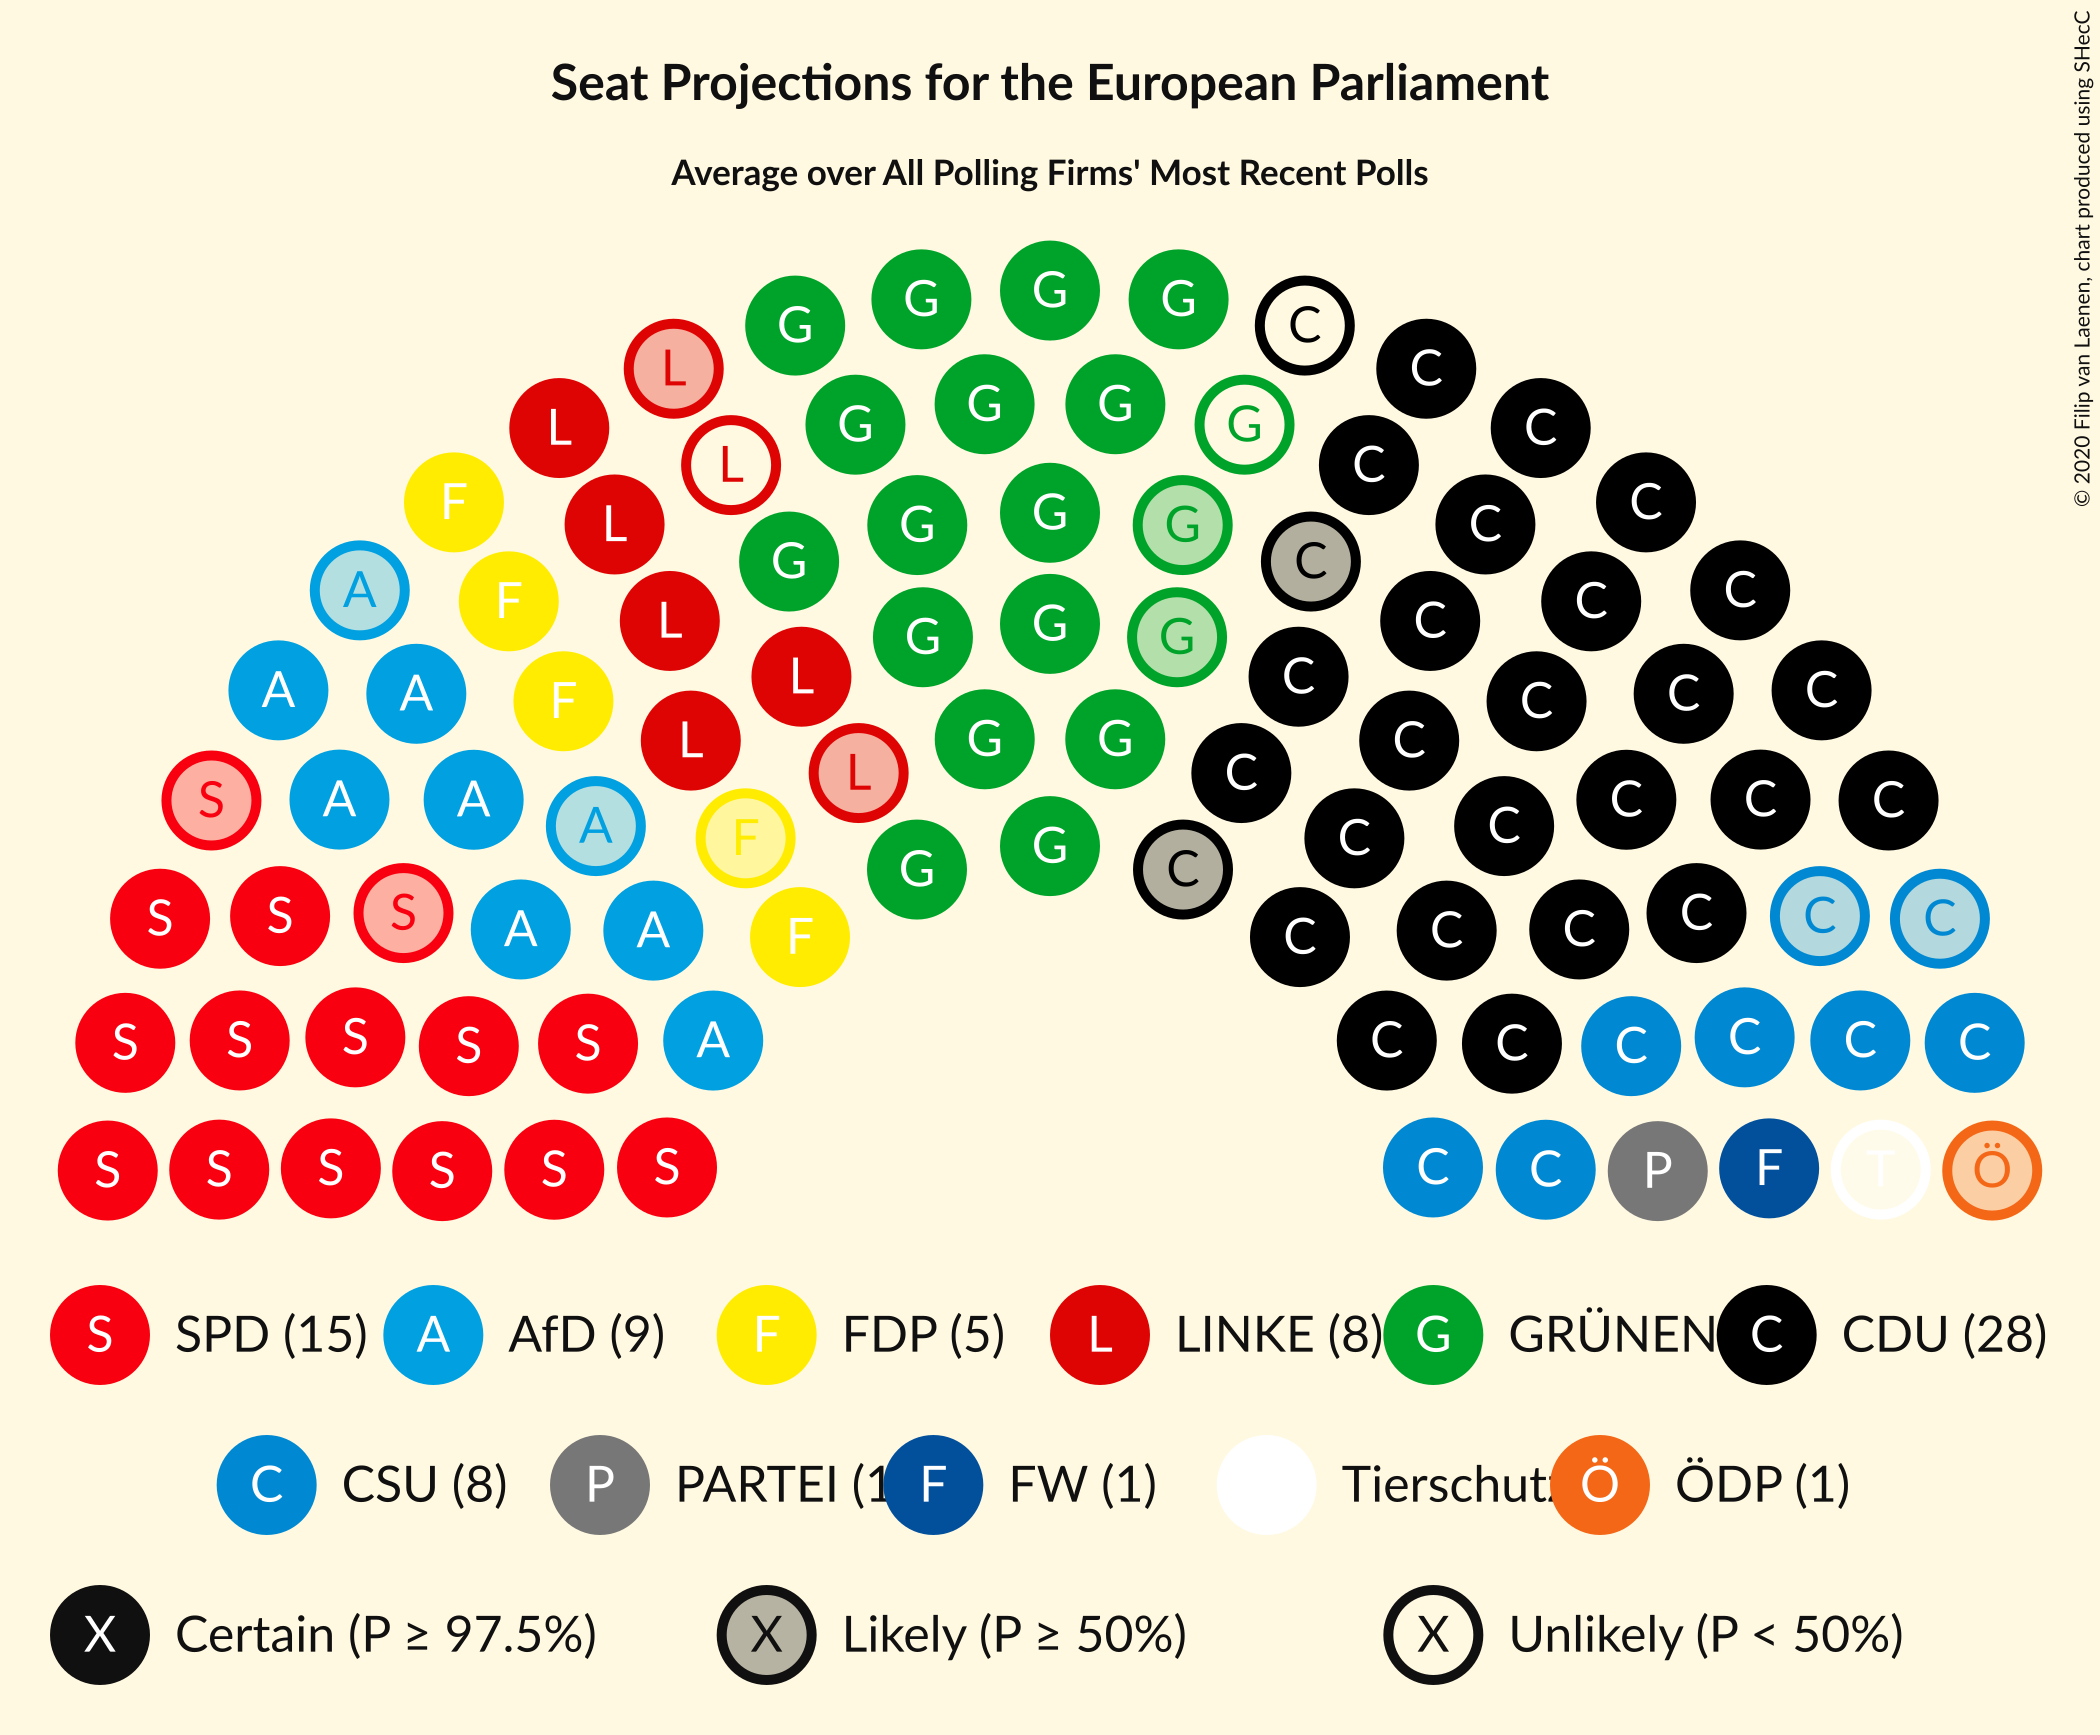 Seat Projections for the European Parliament
Average over All Polling Firms' Most Recent Polls
© 2020 Filip van Laenen, chart produced using SHecC
G G G G C
L C
G G G G
L C
L C
F L G G G G C C C
L G C
A F A C C
L G G G C
A A F L C C C C
L G G C
S A A A L C C C C C
F C
S S S A A F G G C C C C C C C
S S S S S A C C C C C C
S S S S S S C C P F T Ö
S SPD (15) A AfD (9) F FDP (5) L LINKE (8) G GRÜNEN C CDU (28)
C CSU (8) P PARTEI (1 F FW (1) Tierschutz Ö ÖDP (1)
X Certain (P ≥ 97.5%) X Likely (P ≥ 50%) X Unlikely (P < 50%)